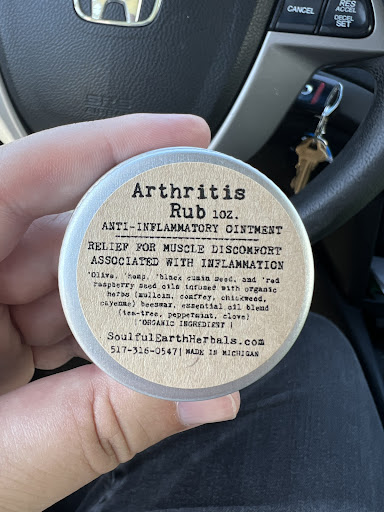 CANCEL
RES
ACCEL
DECEL
SET
Arthritis
Rub 1OZ.
ANTI-INFLAMMATORY OINTMENT
RELIEF FOR MUSCLE DISCOMFORT
ASSOCIATED WITH INFLAMMATION
'Olive, 'hemp, 'black cumin seed, and 'red
raspberry seed oils infused with organic
herbs (mullein, comfrey, chickweed,
cayenne) beeswax, essential oil blend
(tea-tree, peppermint, clove)
['ORGANIC INGREDIENT]
SoulfulEarthHerbals.com
517-316-0547| MADE IN MICHIGAN